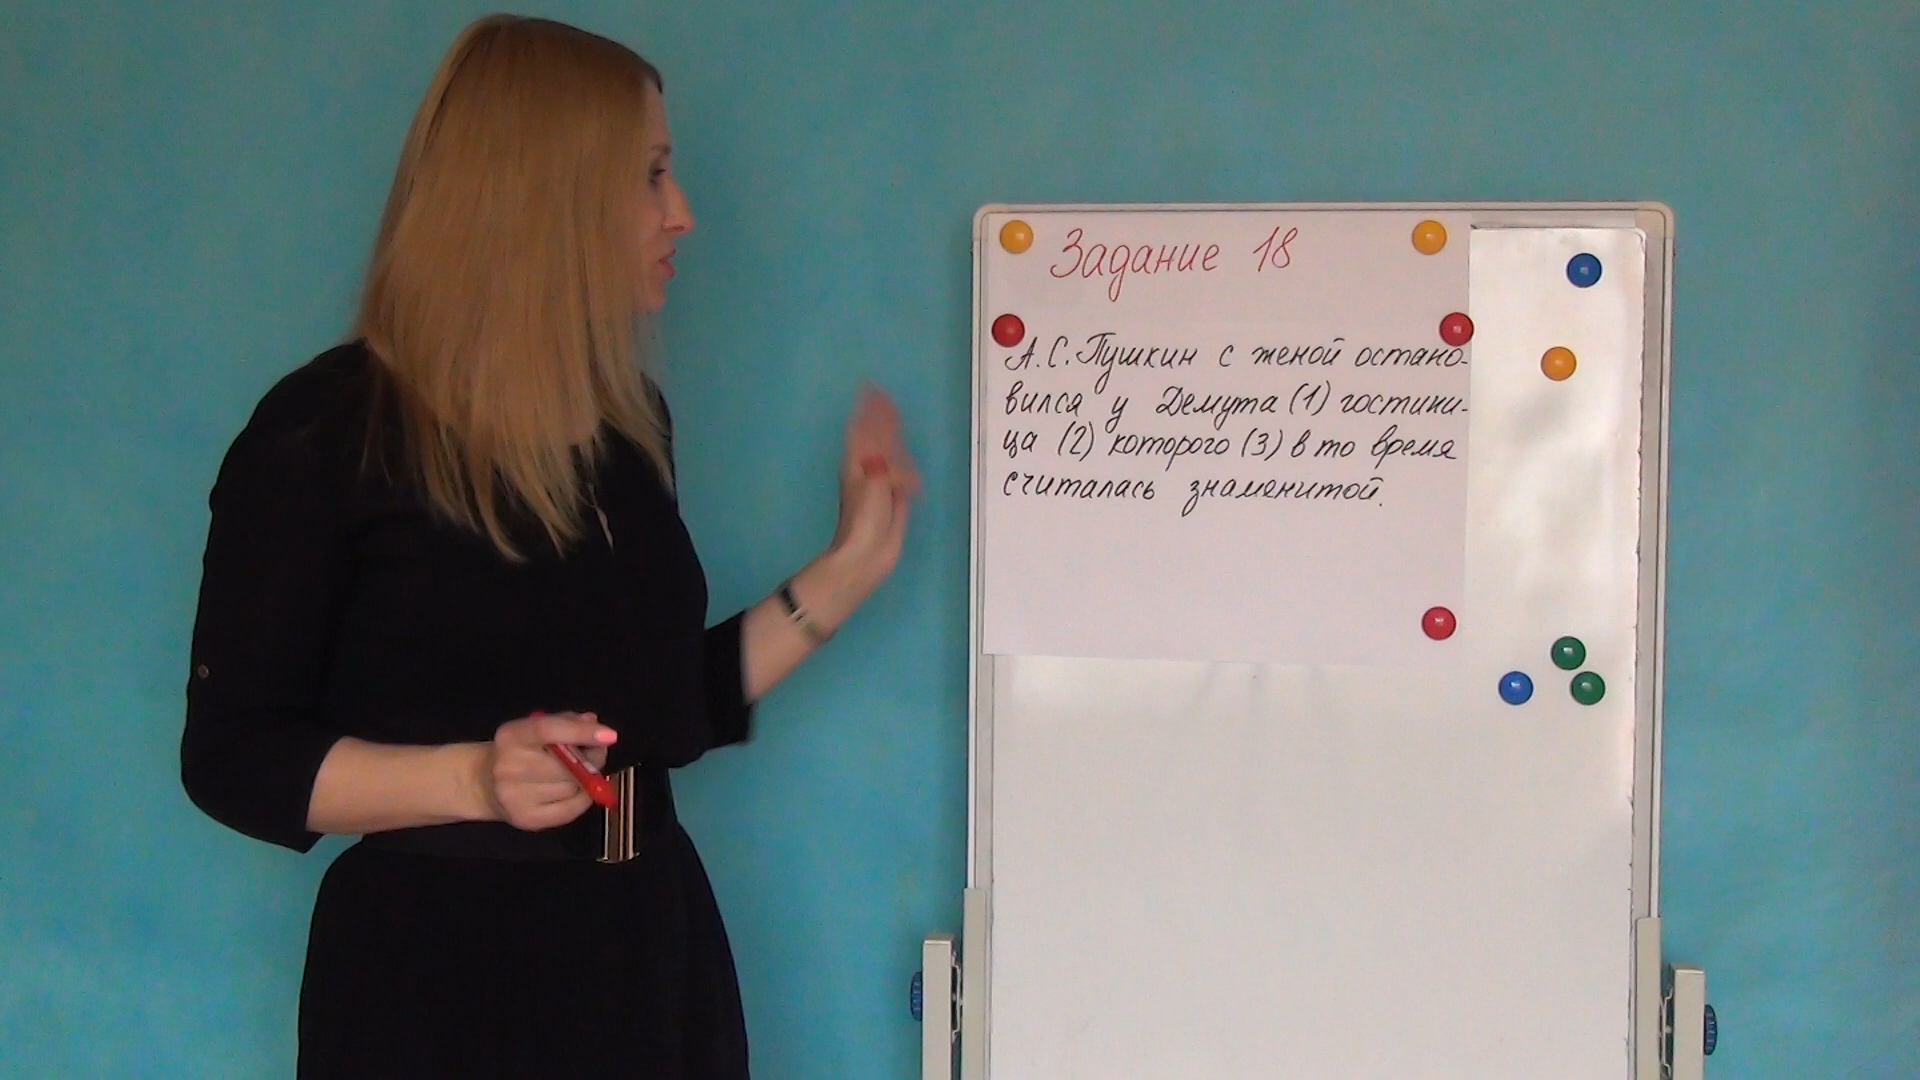 Задание 18
А.С.Пушкин с женой остано-
вился у Демута (1) гостини-
ца (2) которого (3) в то время
считалась знаменитой.